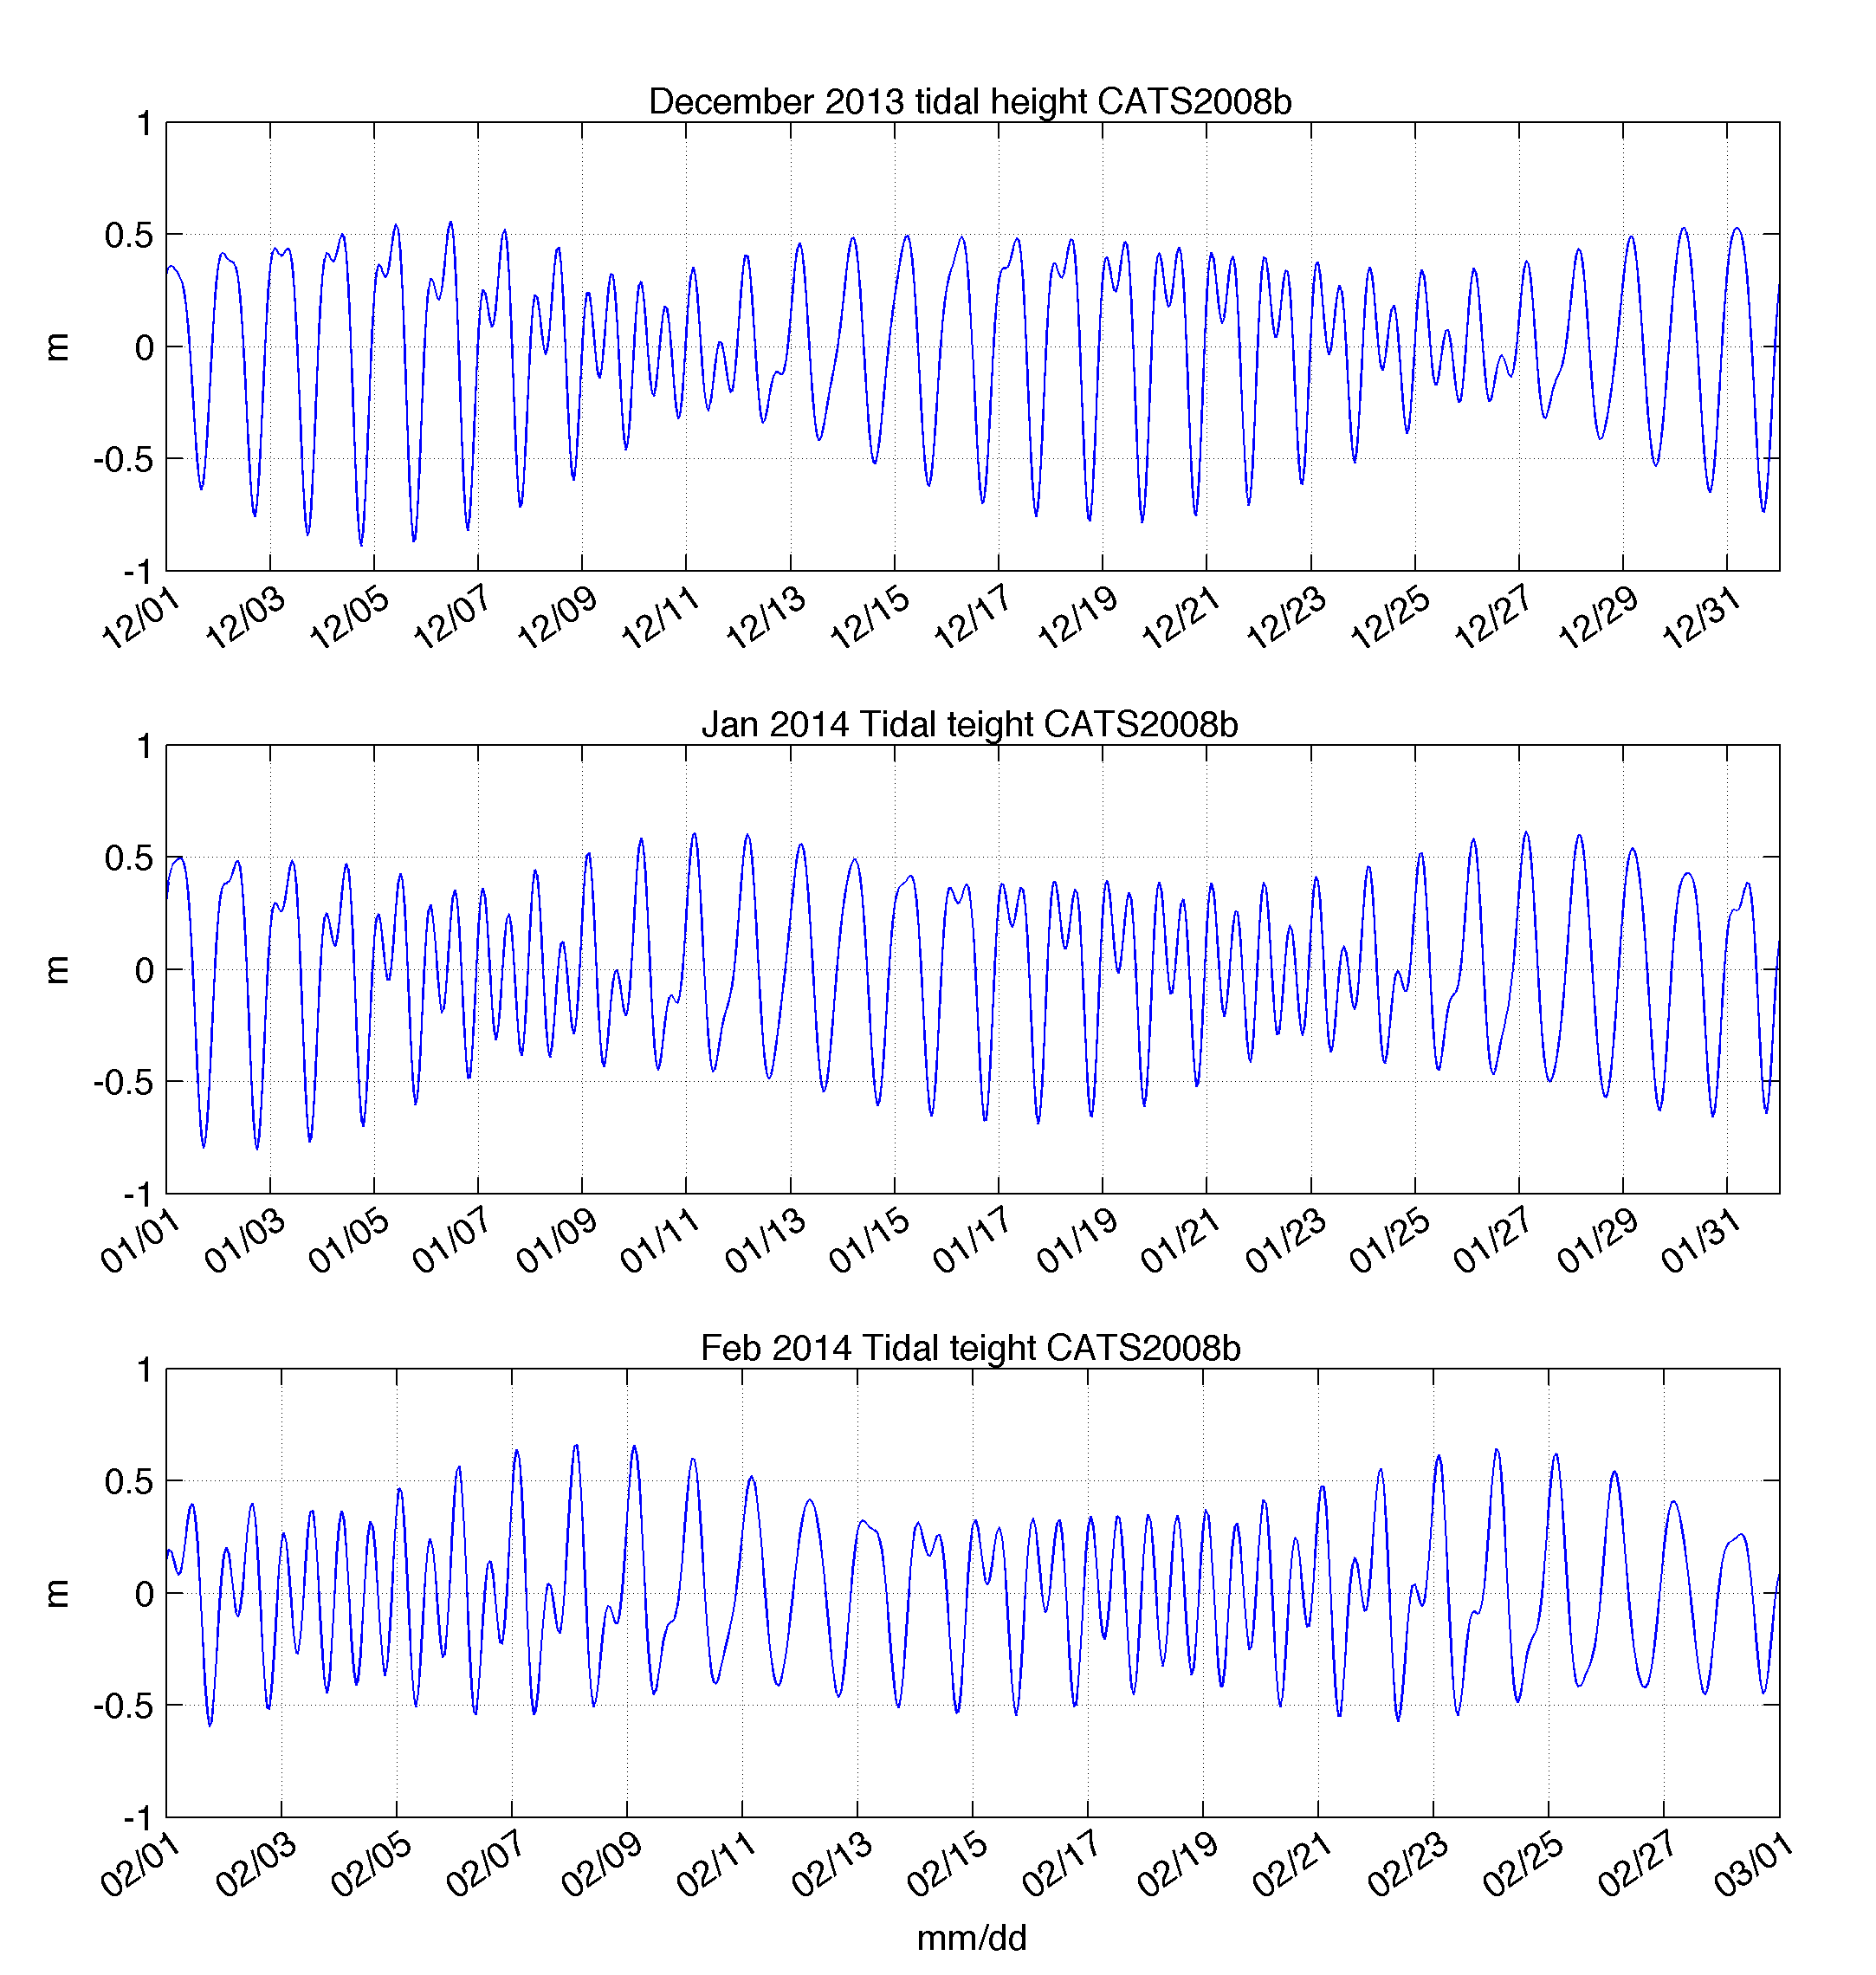 December 2013 tidal height CATS2008b
1
0.5
0
-0.5
-1
m
12/01 12/03 12/05 12/07 12/09 12/11 12/13 12/15 12/17 12/19 12/21 12/23 12/25 12/27 12/29 12/31
Jan 2014 Tidal teight CATS2008b
1
0.5
0
-0.5
-1
m
01/01 01/03 01/05 01/07 01/09 01/11 01/13 01/15 01/17 01/19 01/21 01/23 01/25 01/27 01/29 01/31
Feb 2014 Tidal teight CATS2008b
1
0.5
0
-0.5
-1
m
02/01 02/03 02/05 02/07 02/09 02/11 02/13 02/15 02/17 02/19 02/21 02/23 02/25 02/27 03/01
mm/dd